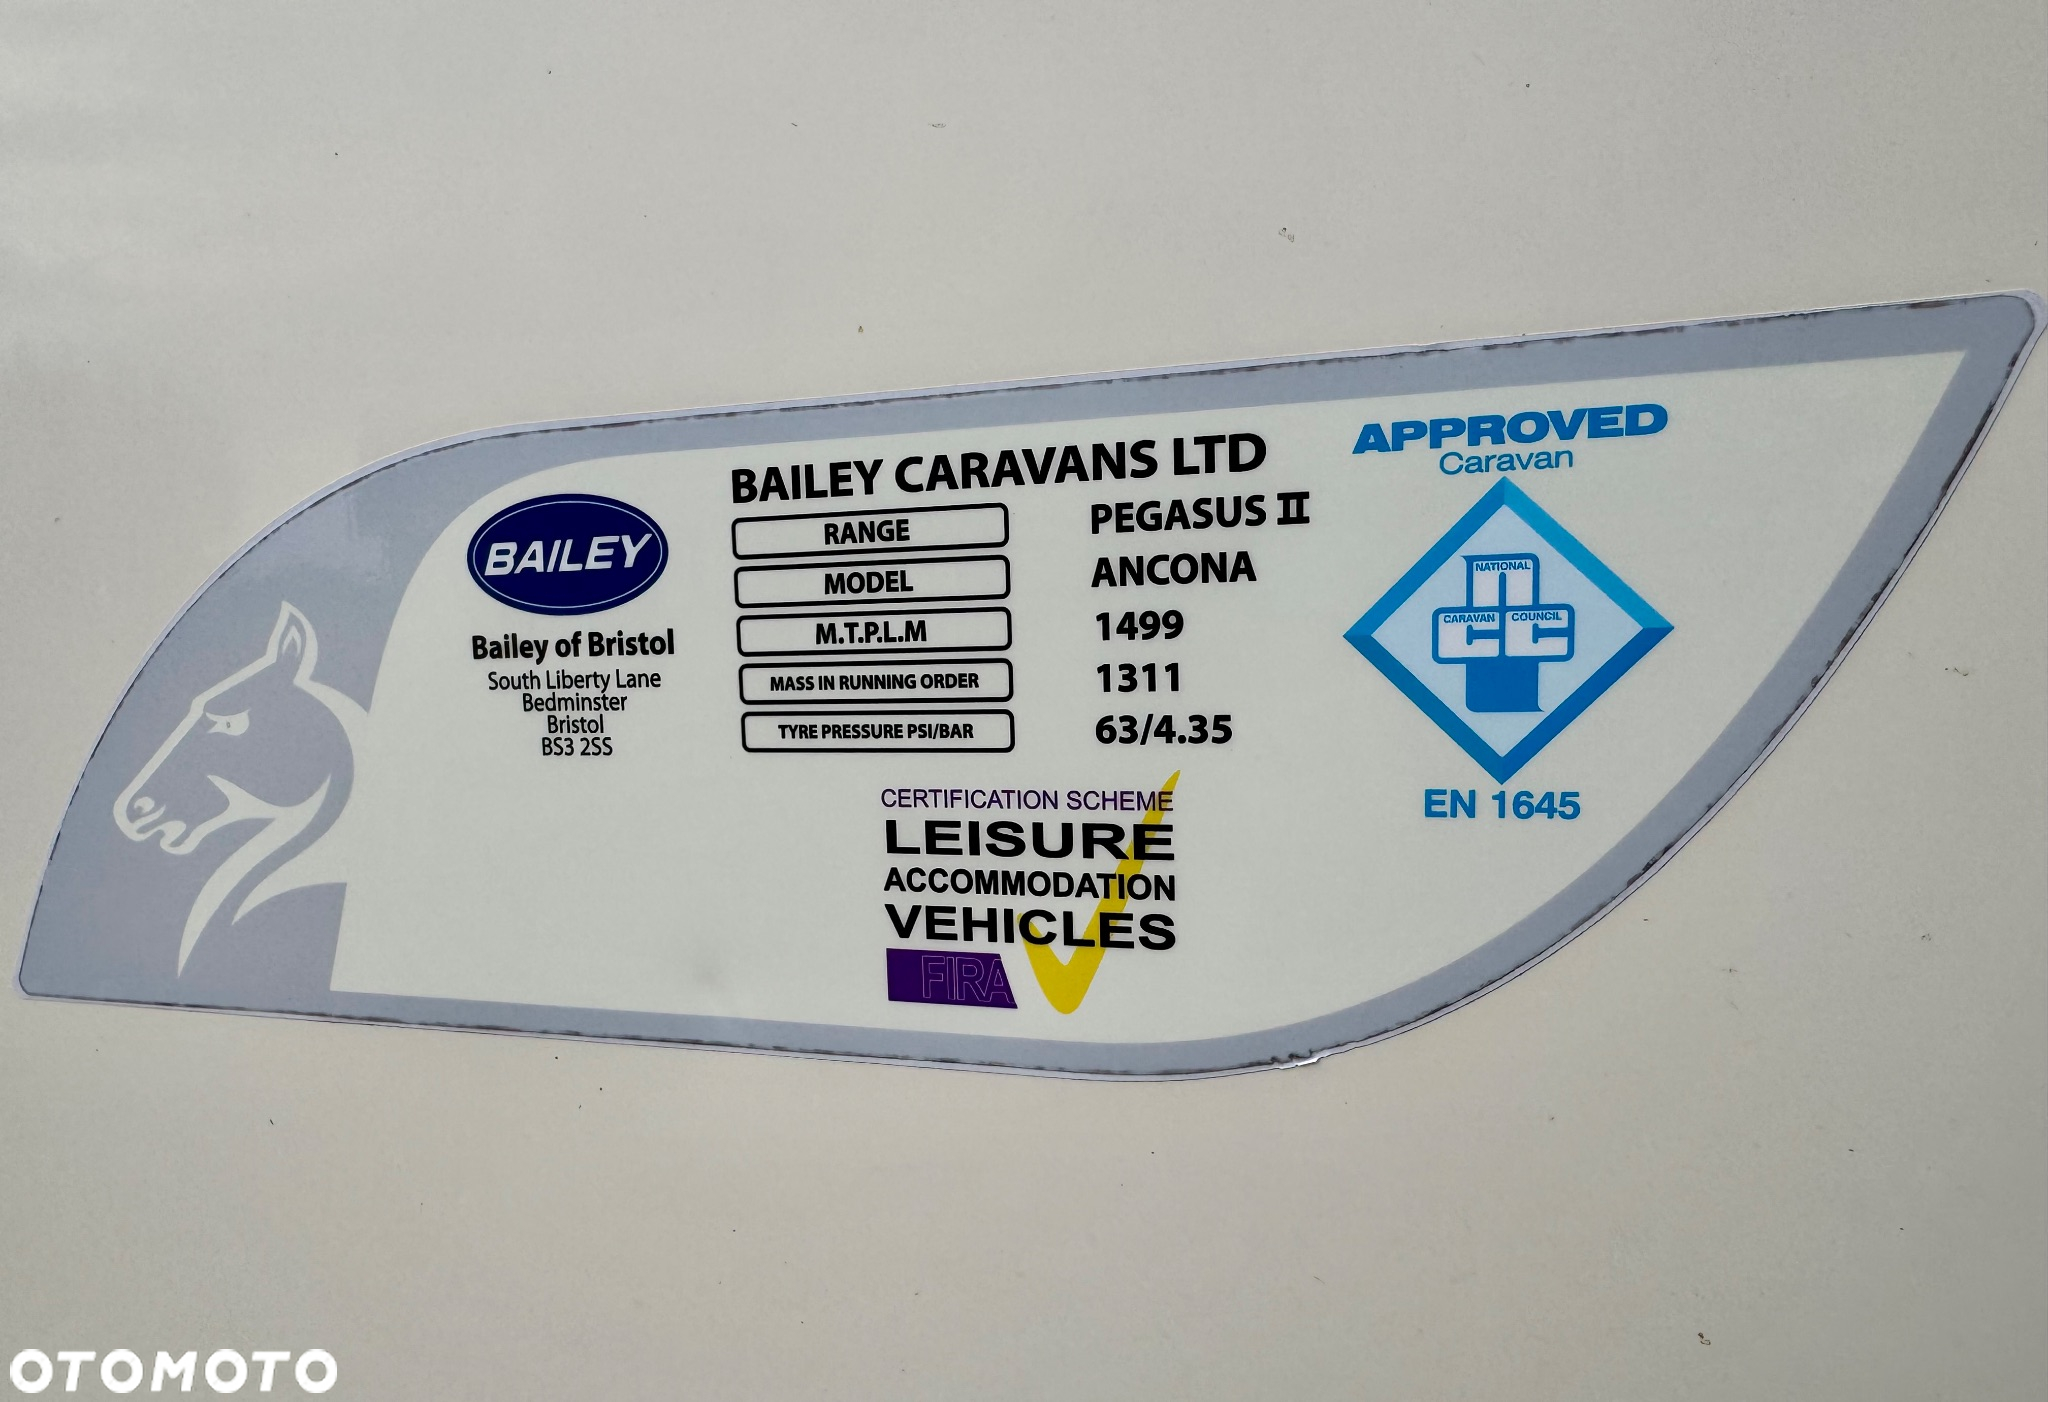 BAILEY
Bailey of Bristol
South Liberty Lane
Bedminster
Bristol
BS3 2SS
BAILEY CARAVANS LTD
RANGE PEGASUS II
MODEL ANCONA
M.T.P.L.M 1499
MASS IN RUNNING ORDER 1311
TYRE PRESSURE PSI/BAR 63/4.35
CERTIFICATION SCHEME
LEISURE
ACCOMMODATION
VEHICLES
FIRA
APPROVED
Caravan
NATIONAL
n
CARAVAN COUNCIL
cc
EN 1645
OTOMOTO